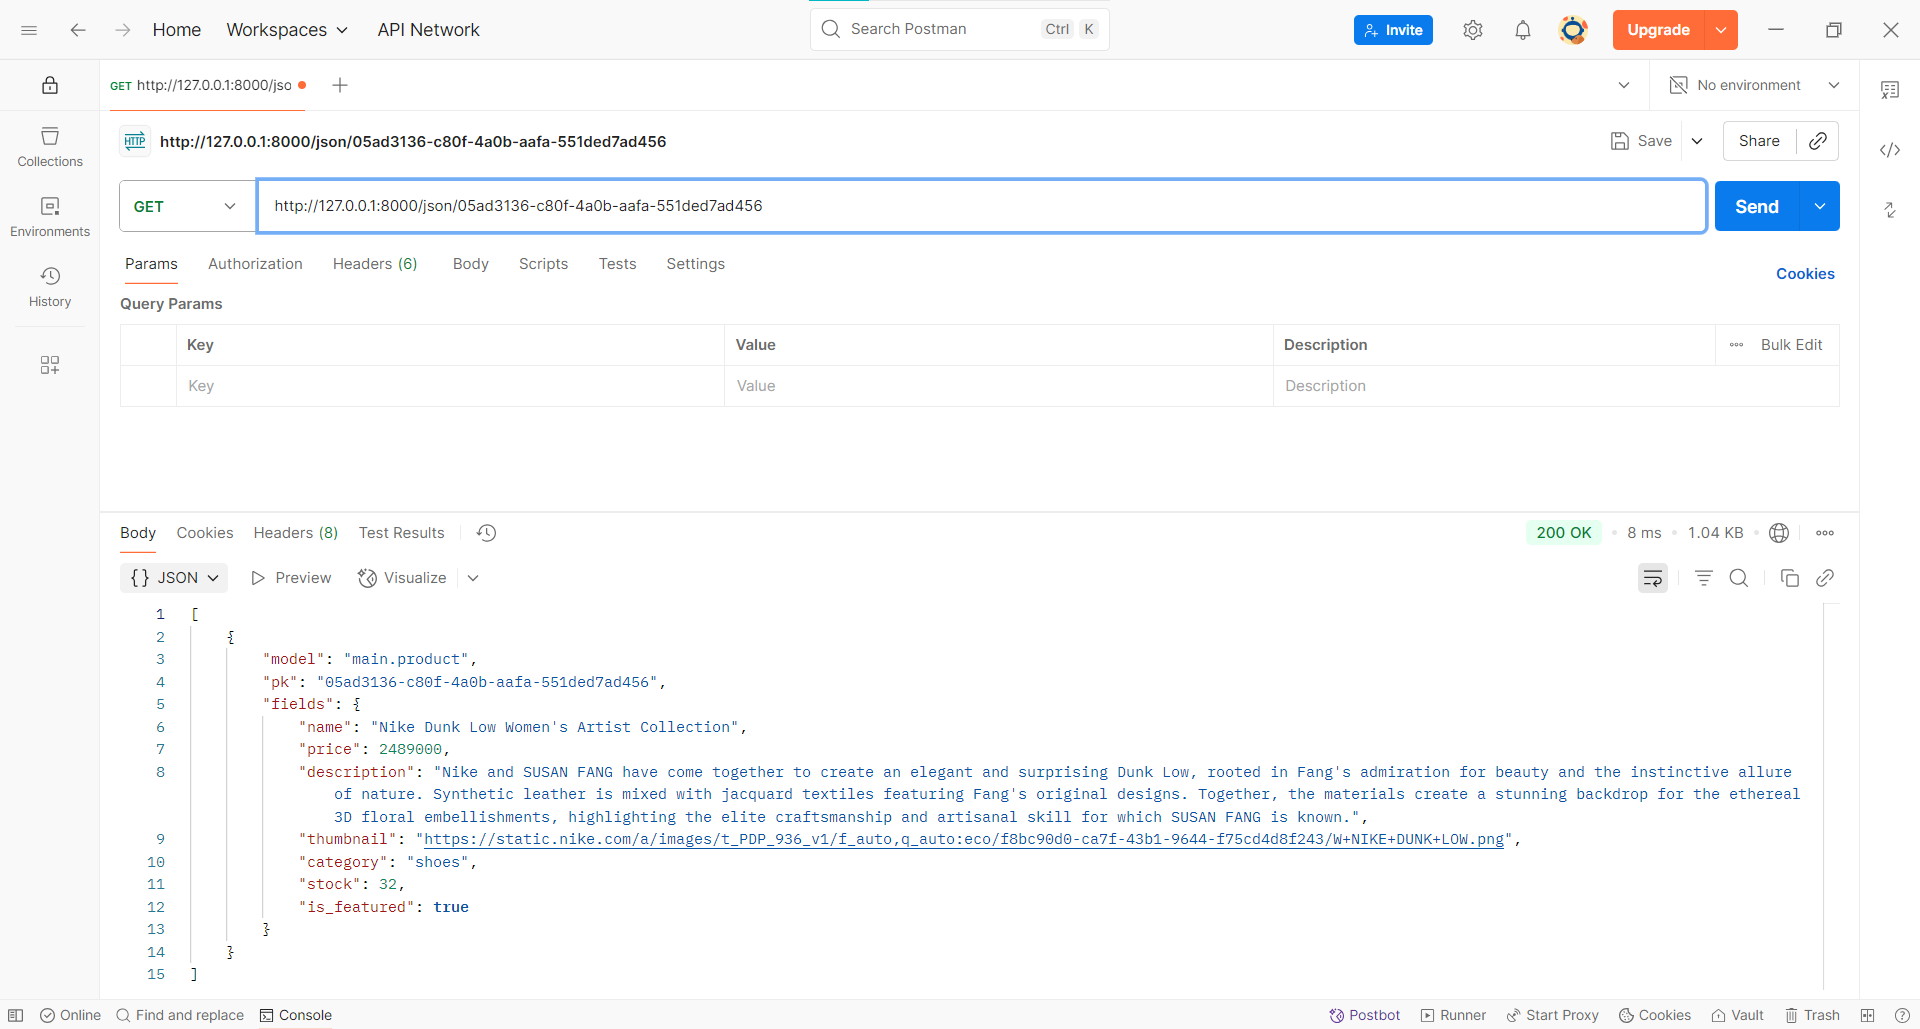 Home Workspaces API Network Search Postman Ctrl K Invite Upgrade
GET http://127.0.0.1:8000/jso No environment
HTTP http://127.0.0.1:8000/json/05ad3136-c80f-4a0b-aafa-551ded7ad456 Save Share
Collections
GET http://127.0.0.1:8000/json/05ad3136-c80f-4a0b-aafa-551ded7ad456 Send
Environments
Params Authorization Headers (6) Body Scripts Tests Settings Cookies
History
Query Params
Key Value Description Bulk Edit
Key Value Description
Body Cookies Headers (8) Test Results 200 OK • 8 ms • 1.04 KB •
{} JSON Preview Visualize
1 [
2 {
3 "model": "main.product",
4 "pk": "05ad3136-c80f-4a0b-aafa-551ded7ad456",
5 "fields": {
6 "name": "Nike Dunk Low Women's Artist Collection",
7 "price": 2489000,
8 "description": "Nike and SUSAN FANG have come together to create an elegant and surprising Dunk Low, rooted in Fang's admiration for beauty and the instinctive allure
of nature. Synthetic leather is mixed with jacquard textiles featuring Fang's original designs. Together, the materials create a stunning backdrop for the ethereal
3D floral embellishments, highlighting the elite craftsmanship and artisanal skill for which SUSAN FANG is known.",
9 "thumbnail": "https://static.nike.com/a/images/t_PDP_936_v1/f_auto,q_auto:eco/f8bc90d0-ca7f-43b1-9644-f75cd4d8f243/W+NIKE+DUNK+LOW.png",
10 "category": "shoes",
11 "stock": 32,
12 "is_featured": true
13 }
14 }
15 ]
Online Find and replace Console Postbot Runner Start Proxy Cookies Vault Trash